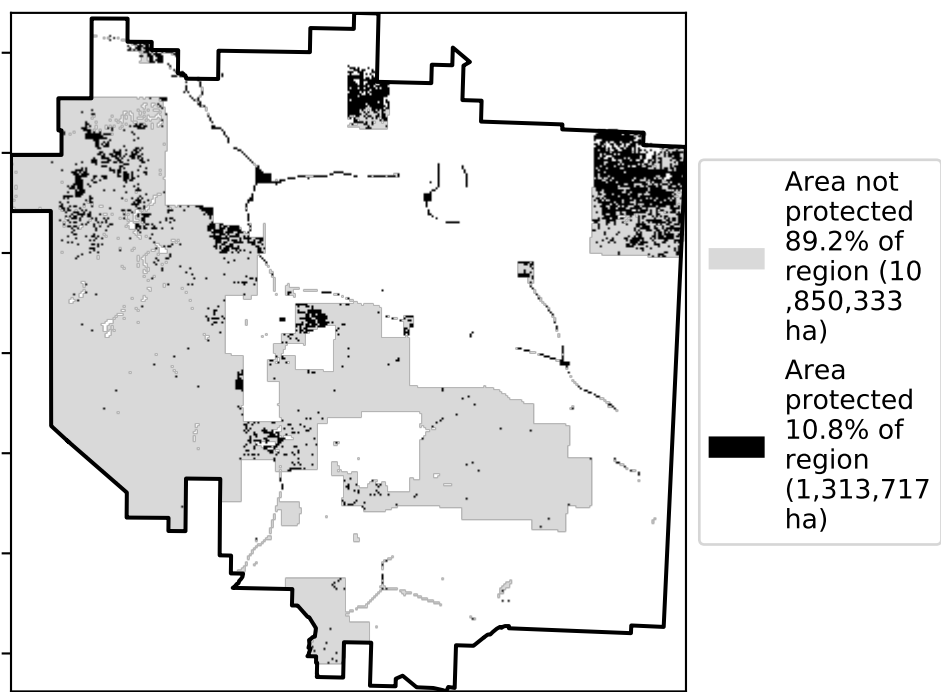 Area not
protected
89.2% of
region (10
,850,333
ha)
Area
protected
10.8% of
region
(1,313,717
ha)